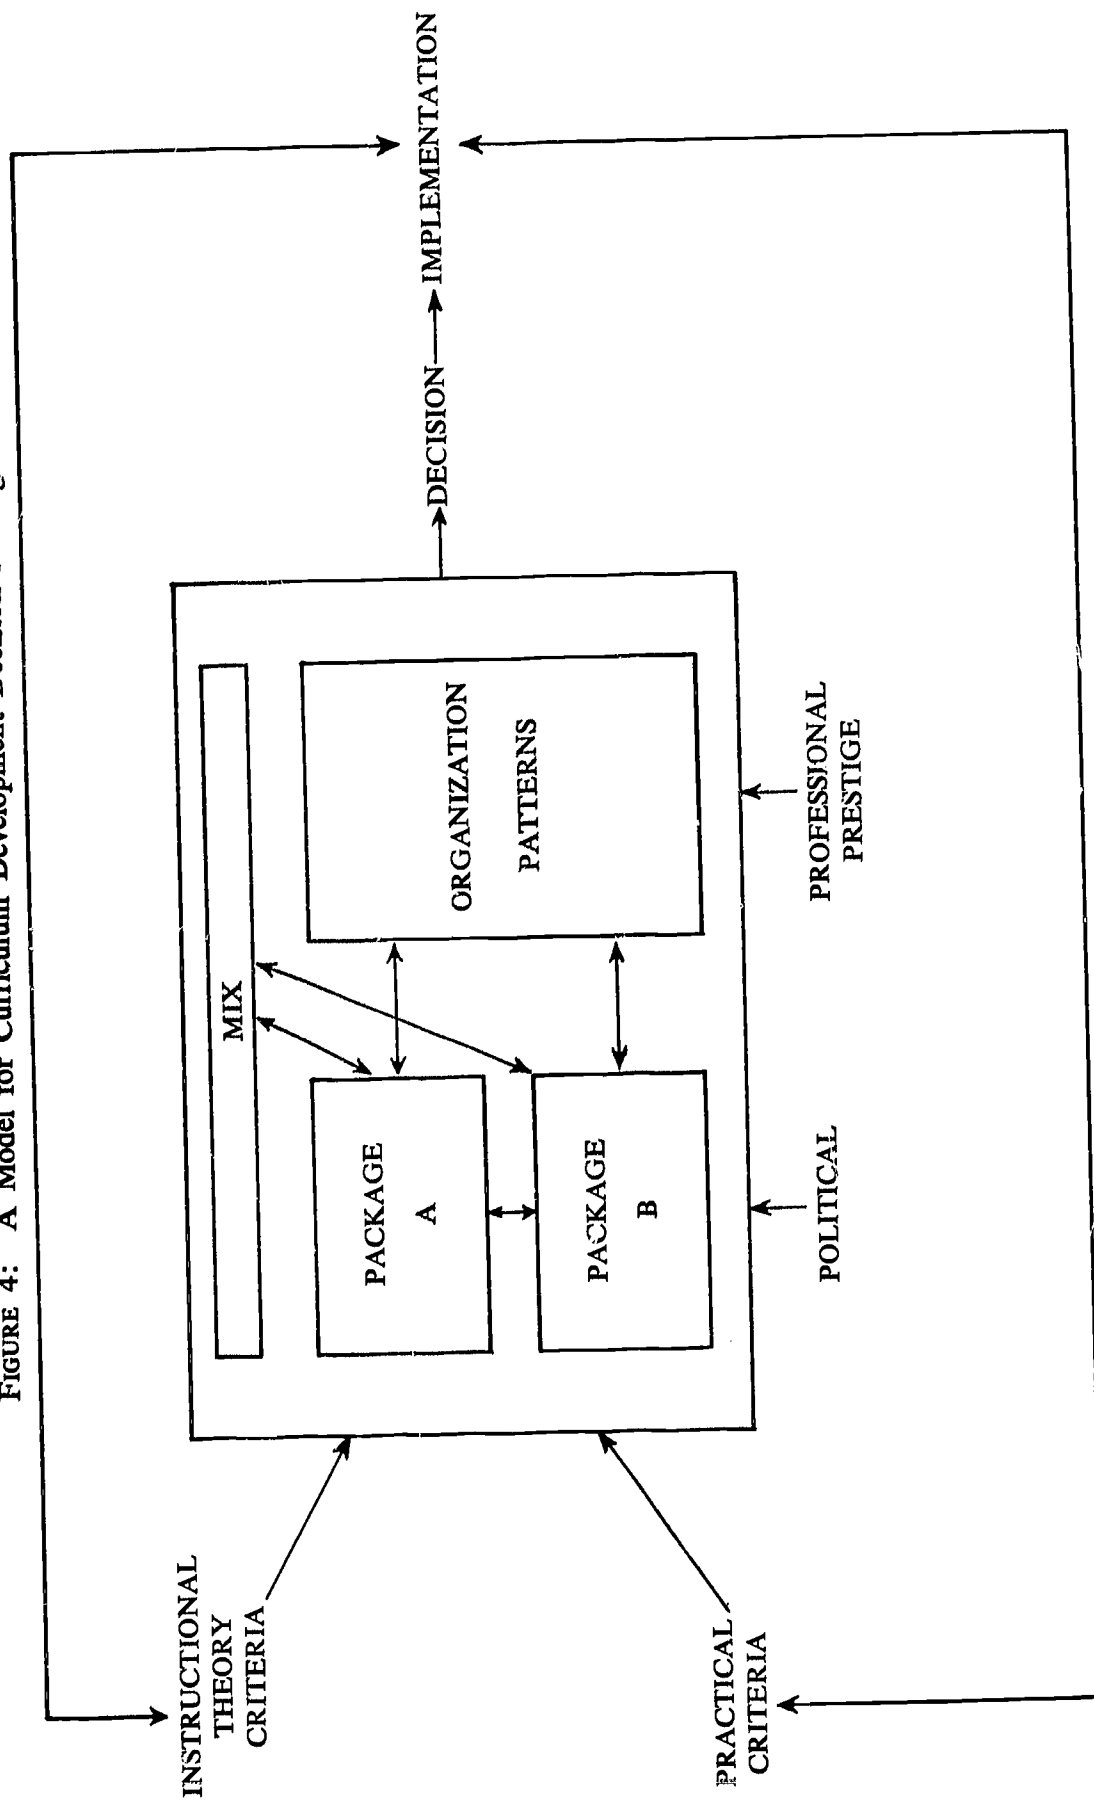 FIGURE 4: A Model for Curriculum Development
MIX
PACKAGE
A
PACKAGE
B
ORGANIZATION
PATTERNS
DECISION
IMPLEMENTATION
INSTRUCTIONAL
THEORY
CRITERIA
PRACTICAL
CRITERIA
POLITICAL
PROFESSIONAL
PRESTIGE